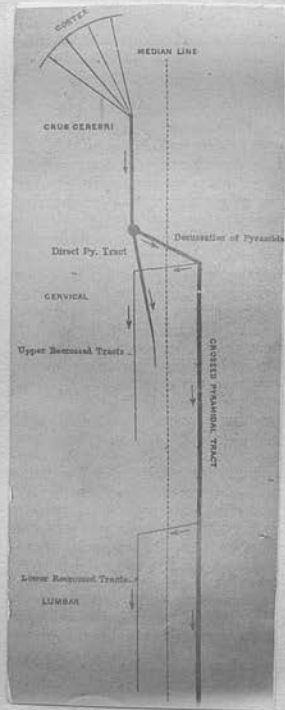 CORTEX
MEDIAN LINE
CRUS CEREBRI
Decussation of Pyramids
Direct Py. Tract
CERVICAL
Upper Recrossed Tracts
CROSSED PYRAMIDAL TRACT
Lower Recrossed Tracts
LUMBAR